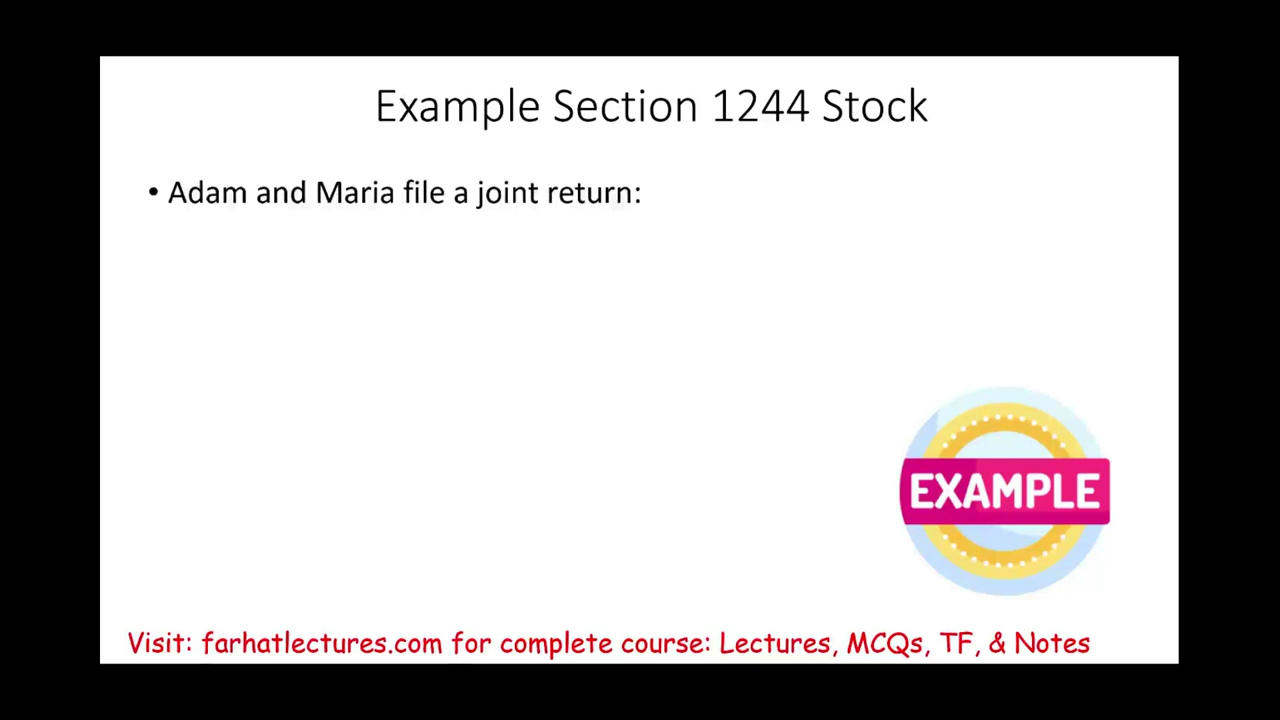 Example Section 1244 Stock
• Adam and Maria file a joint return:
EXAMPLE
Visit: farhatlectures.com for complete course: Lectures, MCQs, TF, & Notes